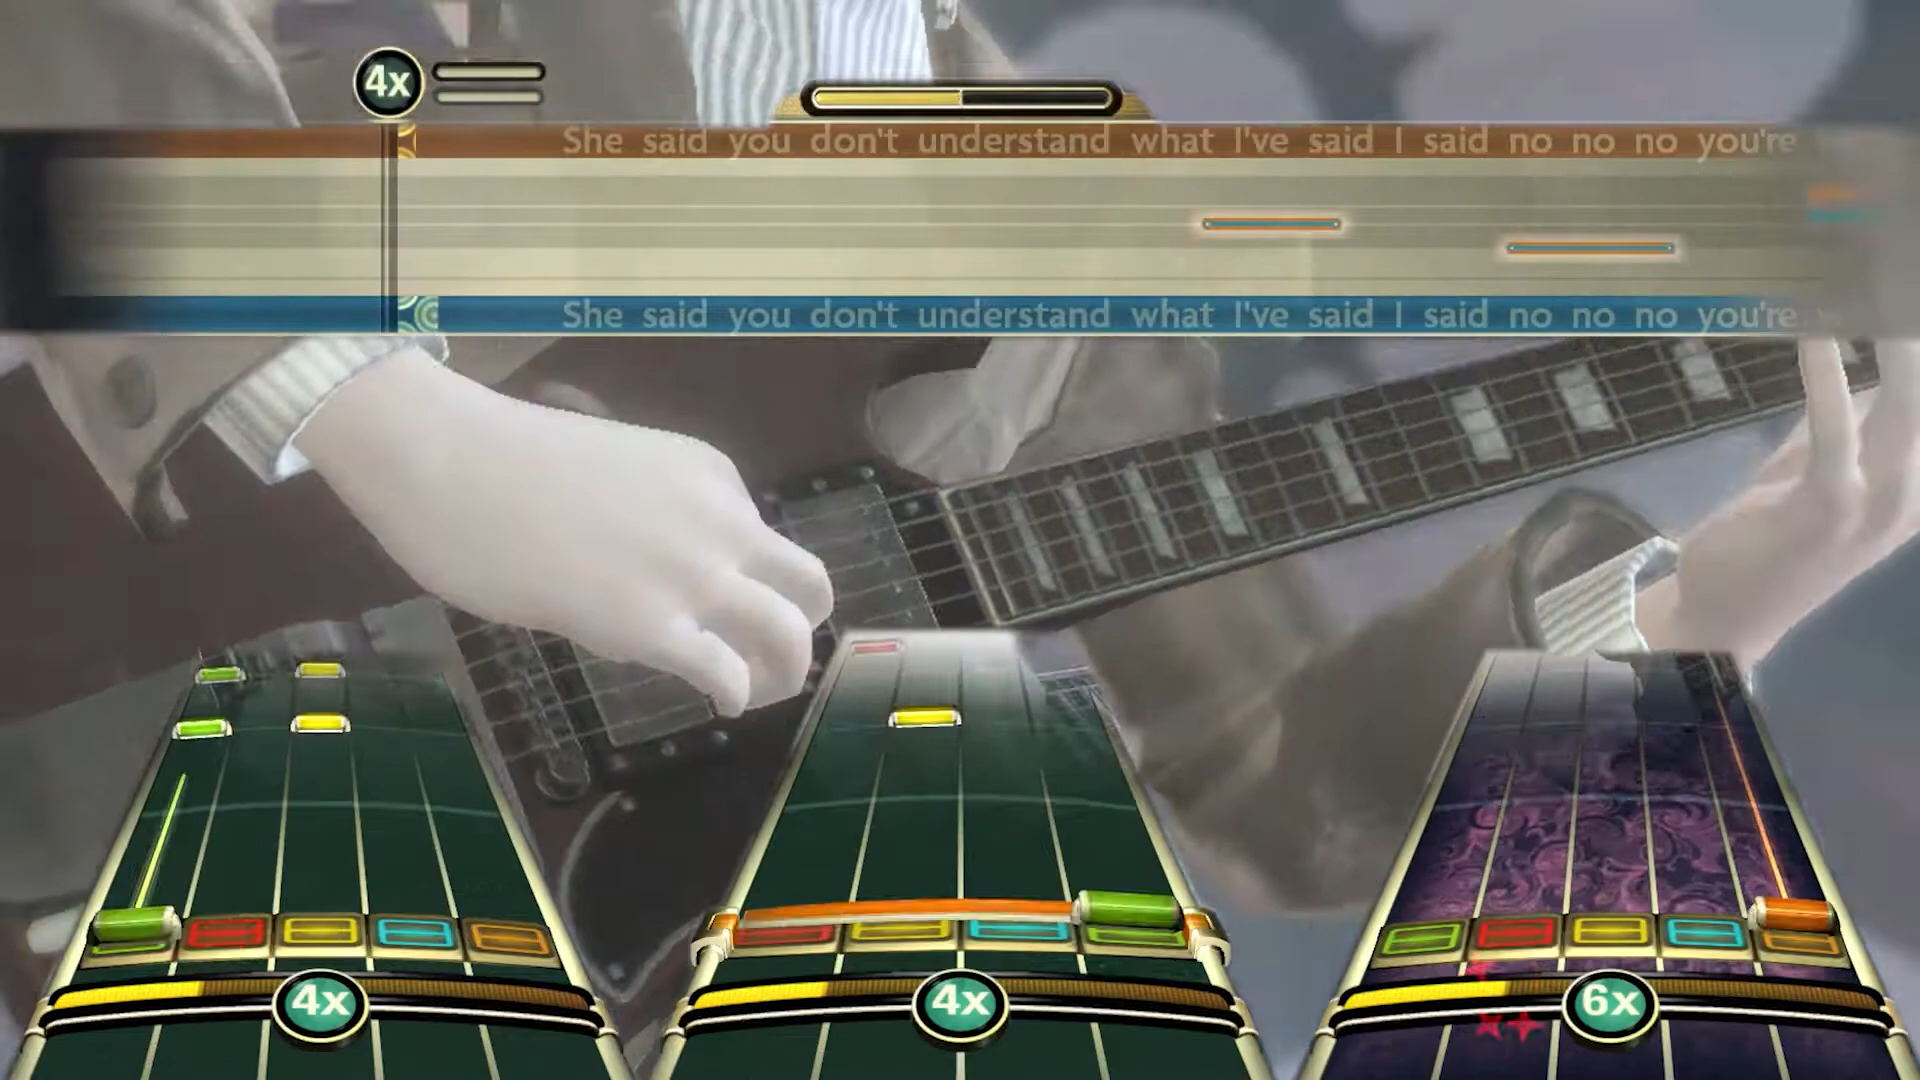 4x
She said you don't understand what I've said I said no no no you're
She said you don't understand what I've said I said no no no you're
4x
4x
6x